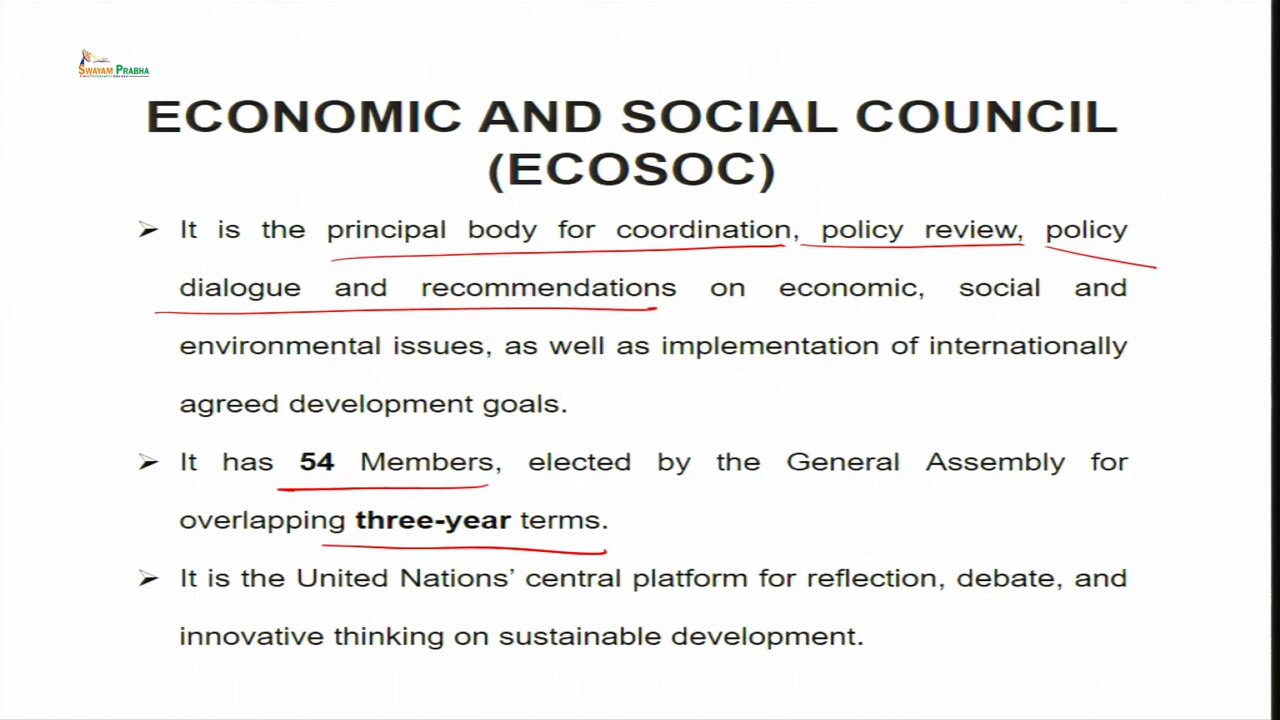 SWAYAM PRABHA
ECONOMIC AND SOCIAL COUNCIL
(ECOSOC)
➢ It is the principal body for coordination, policy review, policy
dialogue and recommendations on economic, social and
environmental issues, as well as implementation of internationally
agreed development goals.
➢ It has 54 Members, elected by the General Assembly for
overlapping three-year terms.
➢ It is the United Nations’ central platform for reflection, debate, and
innovative thinking on sustainable development.